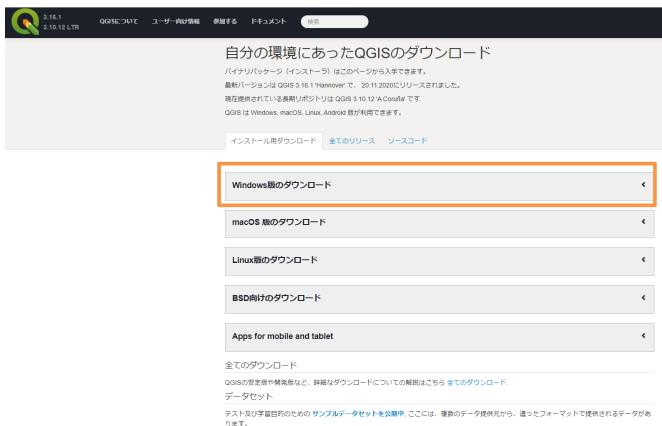 3.16.1
3.10.12 LTR
QGISについて ユーザー向け情報 参加する ドキュメント 検索
自分の環境にあったQGISのダウンロード
バイナリパッケージ（インストーラ）はこのページから入手できます。
最新バージョンは QGIS 3.16.1 'Hannover' で、 20.11.2020にリリースされました。
現在提供されている長期リポジトリは QGIS 3.10.12 'A Coruña' です.
QGIS は Windows, macOS, Linux, Android 版が利用できます。
インストール用ダウンロード 全てのリリース ソースコード
Windows版のダウンロード
macOS 版のダウンロード
Linux版のダウンロード
BSD向けのダウンロード
Apps for mobile and tablet
全てのダウンロード
QGISの安定版や開発版など、詳細なダウンロードについての解説はこちら 全てのダウンロード.
データセット
テスト及び学習目的のための サンプルデータセットを公開中. ここには、複数のデータ提供元から、違ったフォーマットで提供されるデータがあ
ります。